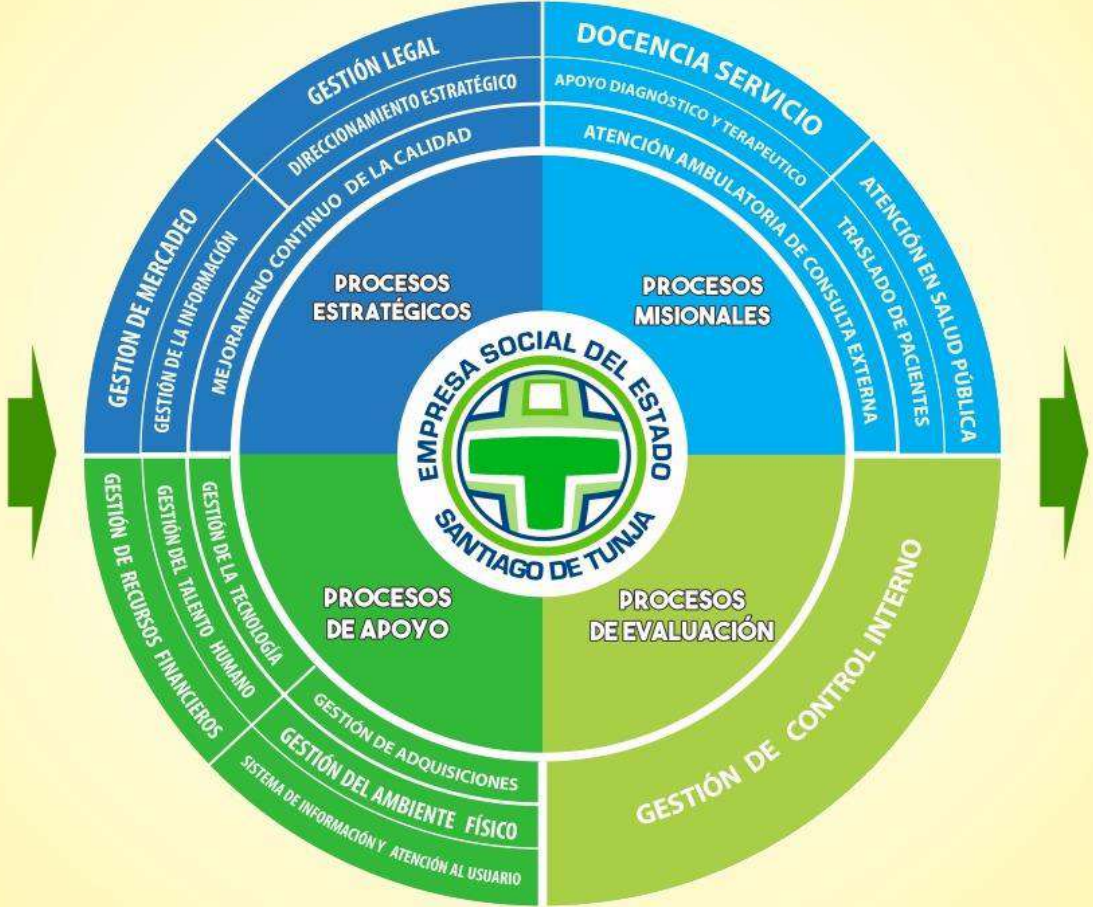 GESTIÓN LEGAL
DIRECCIONAMIENTO ESTRATÉGICO
GESTION DE MERCADEO
GESTIÓN DE LA INFORMACIÓN
MEJORAMIENO CONTINUO DE LA CALIDAD
PROCESOS
ESTRATÉGICOS
DOCENCIA SERVICIO
APOYO DIAGNÓSTICO Y TERAPEUTICO
ATENCIÓN EN SALUD PÚBLICA
TRASLADO DE PACIENTES
ATENCIÓN AMBULATORIA DE CONSULTA EXTERNA
PROCESOS
MISIONALES
EMPRESA SOCIAL DEL ESTADO
SANTIAGO DE TUNJA
PROCESOS
DE APOYO
GESTIÓN DE LA TECNOLOGÍA
GESTIÓN DEL TALENTO HUMANO
GESTIÓN DE RECURSOS FINANCIEROS
GESTIÓN DE ADQUISICIONES
GESTIÓN DEL AMBIENTE FÍSICO
SISTEMA DE INFORMACIÓN Y ATENCIÓN AL USUARIO
PROCESOS
DE EVALUACIÓN
GESTIÓN DE CONTROL INTERNO